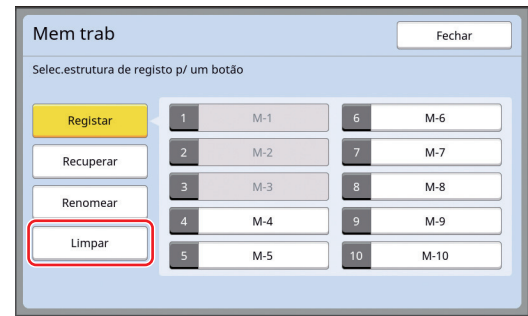 Mem trab
Fechar
Selec.estrutura de registo p/ um botão
Registar
Recuperar
Renomear
Limpar
1 M-1
2 M-2
3 M-3
4 M-4
5 M-5
6 M-6
7 M-7
8 M-8
9 M-9
10 M-10